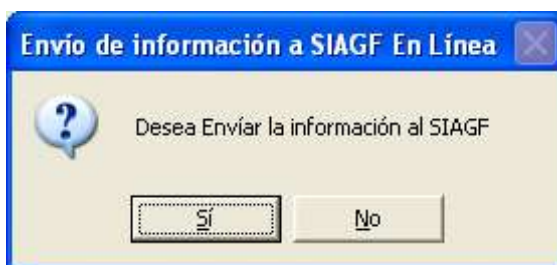 Envío de información a SIAGF En Línea
Desea Envíar la información al SIAGF
Sí
No